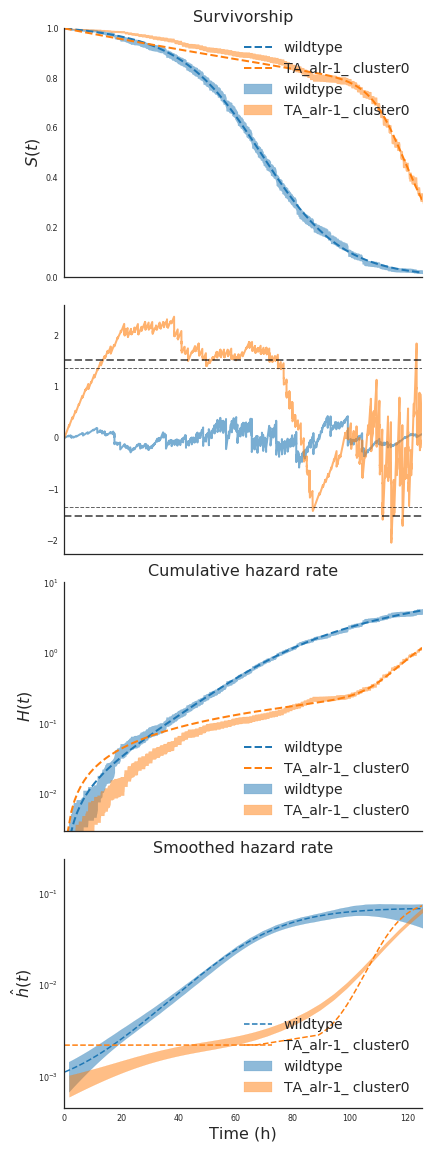 Survivorship
1.0
0.8
0.6
0.4
0.2
0.0
S(t)
wildtype
TA_alr-1_ cluster0
wildtype
TA_alr-1_ cluster0
2
1
0
−1
−2
Cumulative hazard rate
10¹
10⁰
10⁻¹
10⁻²
H(t)
wildtype
TA_alr-1_ cluster0
wildtype
TA_alr-1_ cluster0
Smoothed hazard rate
10⁻¹
10⁻²
10⁻³
ĥ(t)
wildtype
TA_alr-1_ cluster0
wildtype
TA_alr-1_ cluster0
0 20 40 60 80 100 120
Time (h)